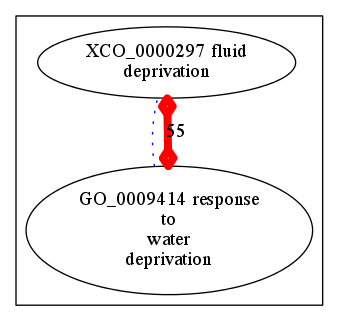 XCO_0000297 fluid
deprivation
55
GO_0009414 response
to
water
deprivation